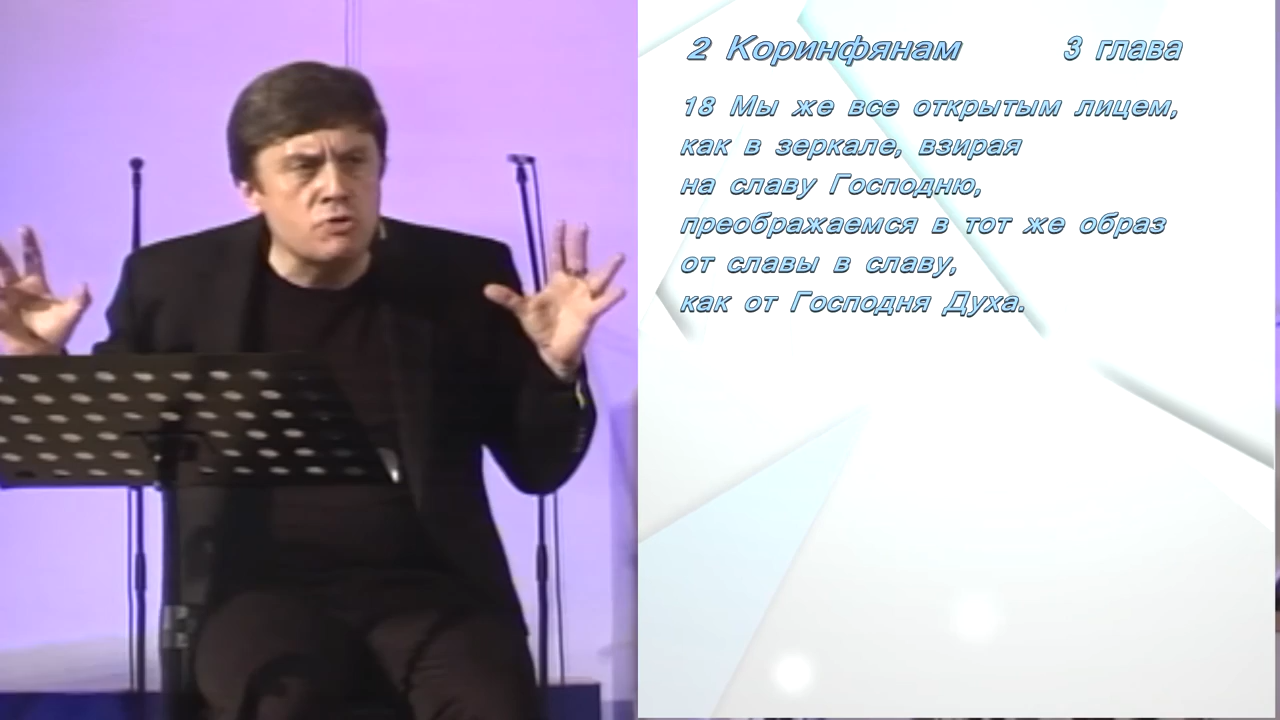 2 Коринфянам 3 глава
18 Мы же все открытым лицем,
как в зеркале, взирая
на славу Господню,
преображаемся в тот же образ
от славы в славу,
как от Господня Духа.